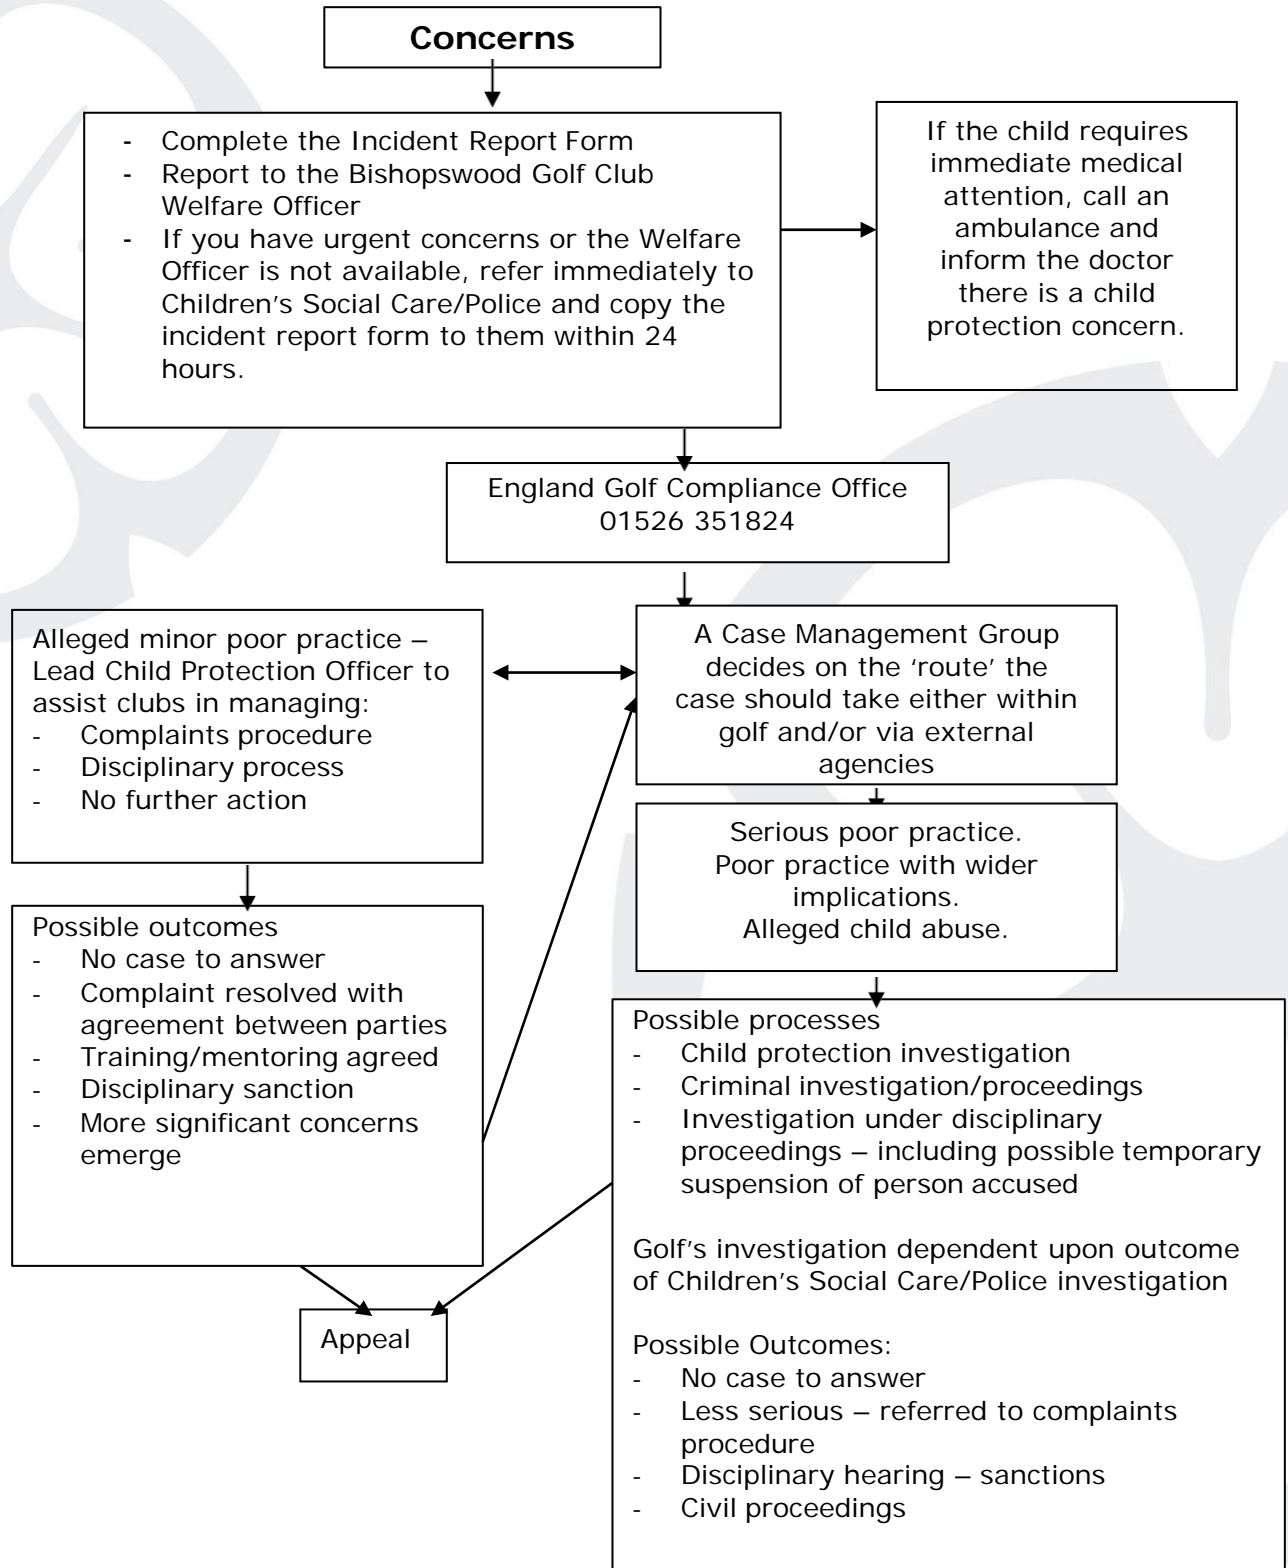 Concerns
- Complete the Incident Report Form
- Report to the Bishopswood Golf Club
Welfare Officer
- If you have urgent concerns or the Welfare
Officer is not available, refer immediately to
Children's Social Care/Police and copy the
incident report form to them within 24
hours.
If the child requires
immediate medical
attention, call an
ambulance and
inform the doctor
there is a child
protection concern.
England Golf Compliance Office
01526 351824
Alleged minor poor practice –
Lead Child Protection Officer to
assist clubs in managing:
- Complaints procedure
- Disciplinary process
- No further action
A Case Management Group
decides on the ‘route’ the
case should take either within
golf and/or via external
agencies
Serious poor practice.
Poor practice with wider
implications.
Alleged child abuse.
Possible outcomes
- No case to answer
- Complaint resolved with
agreement between parties
- Training/mentoring agreed
- Disciplinary sanction
- More significant concerns
emerge
Possible processes
- Child protection investigation
- Criminal investigation/proceedings
- Investigation under disciplinary
proceedings – including possible temporary
suspension of person accused
Golf’s investigation dependent upon outcome
of Children’s Social Care/Police investigation
Possible Outcomes:
- No case to answer
- Less serious – referred to complaints
procedure
- Disciplinary hearing – sanctions
- Civil proceedings
Appeal